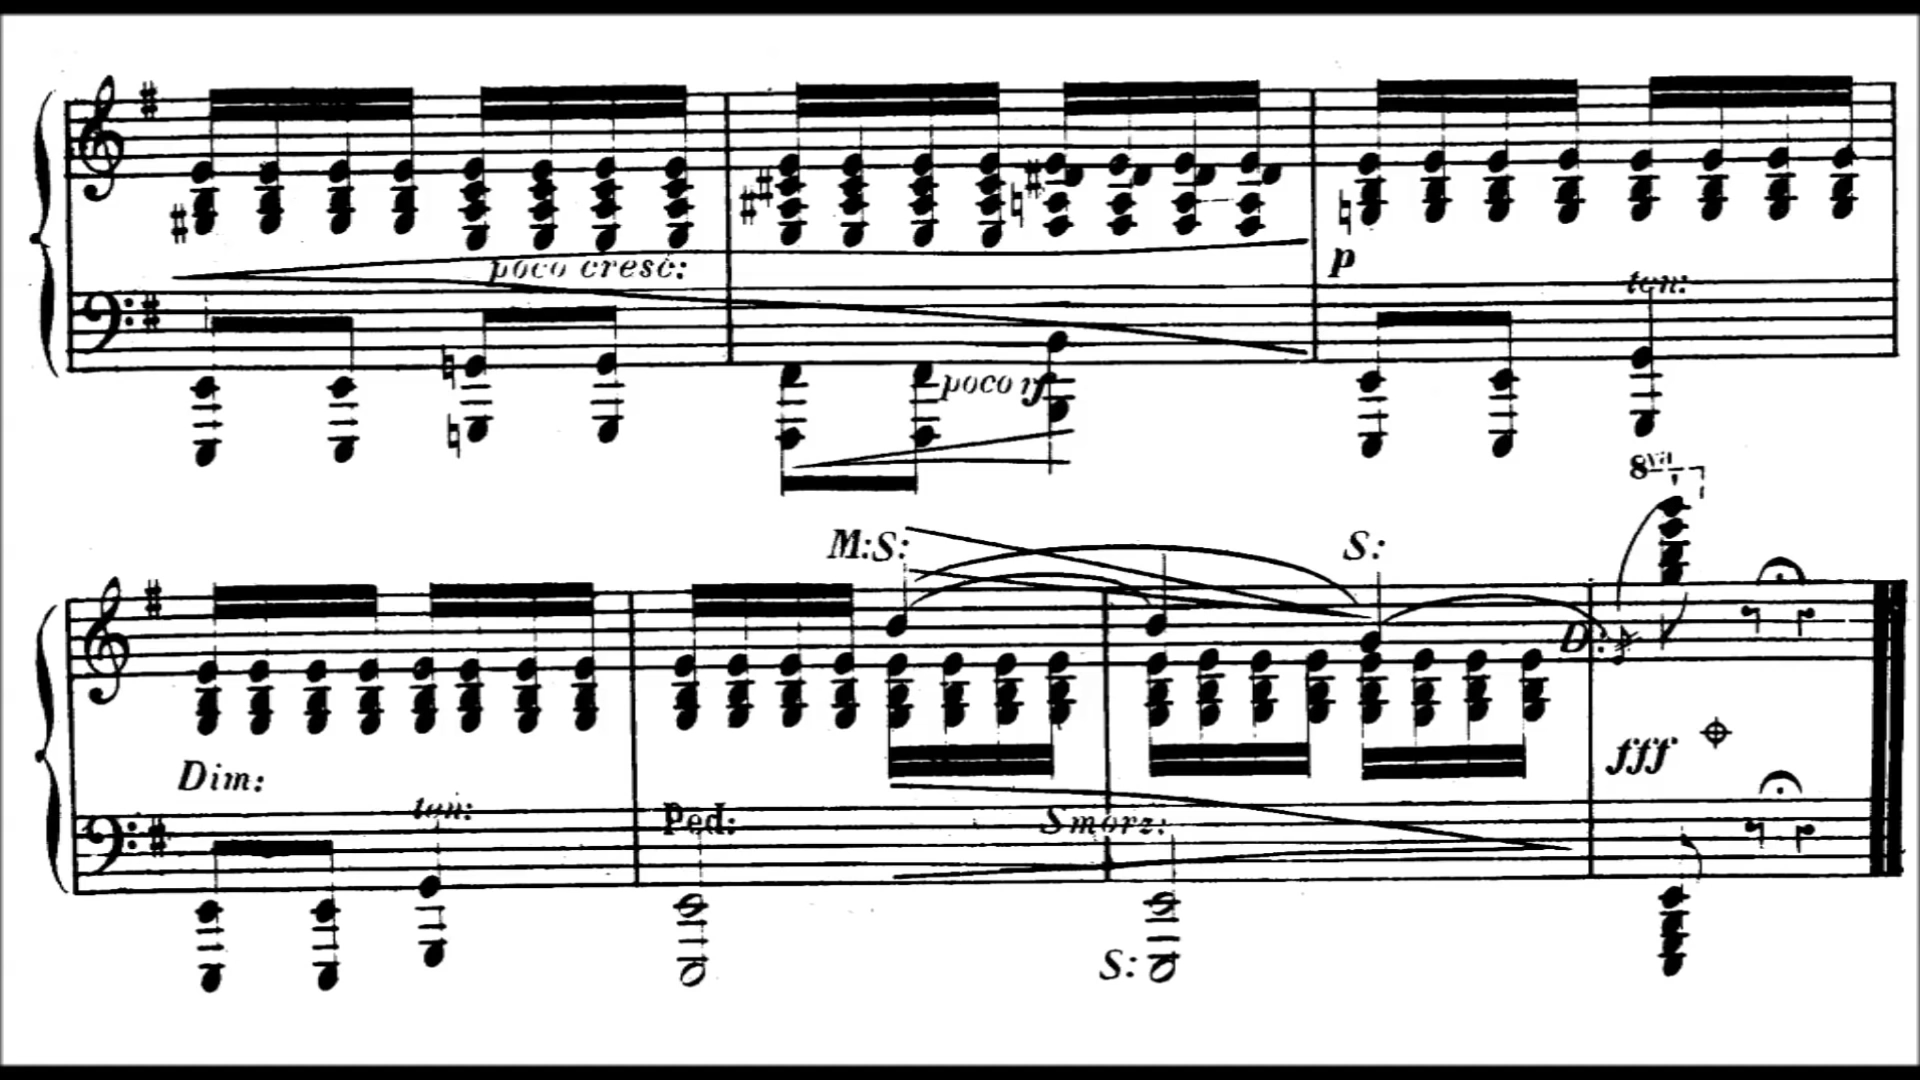 poco cresc:
p
ten:
poco rf
8va
M:S:
S:
D:
Dim:
fff
ten:
Ped:
Smorz:
S: